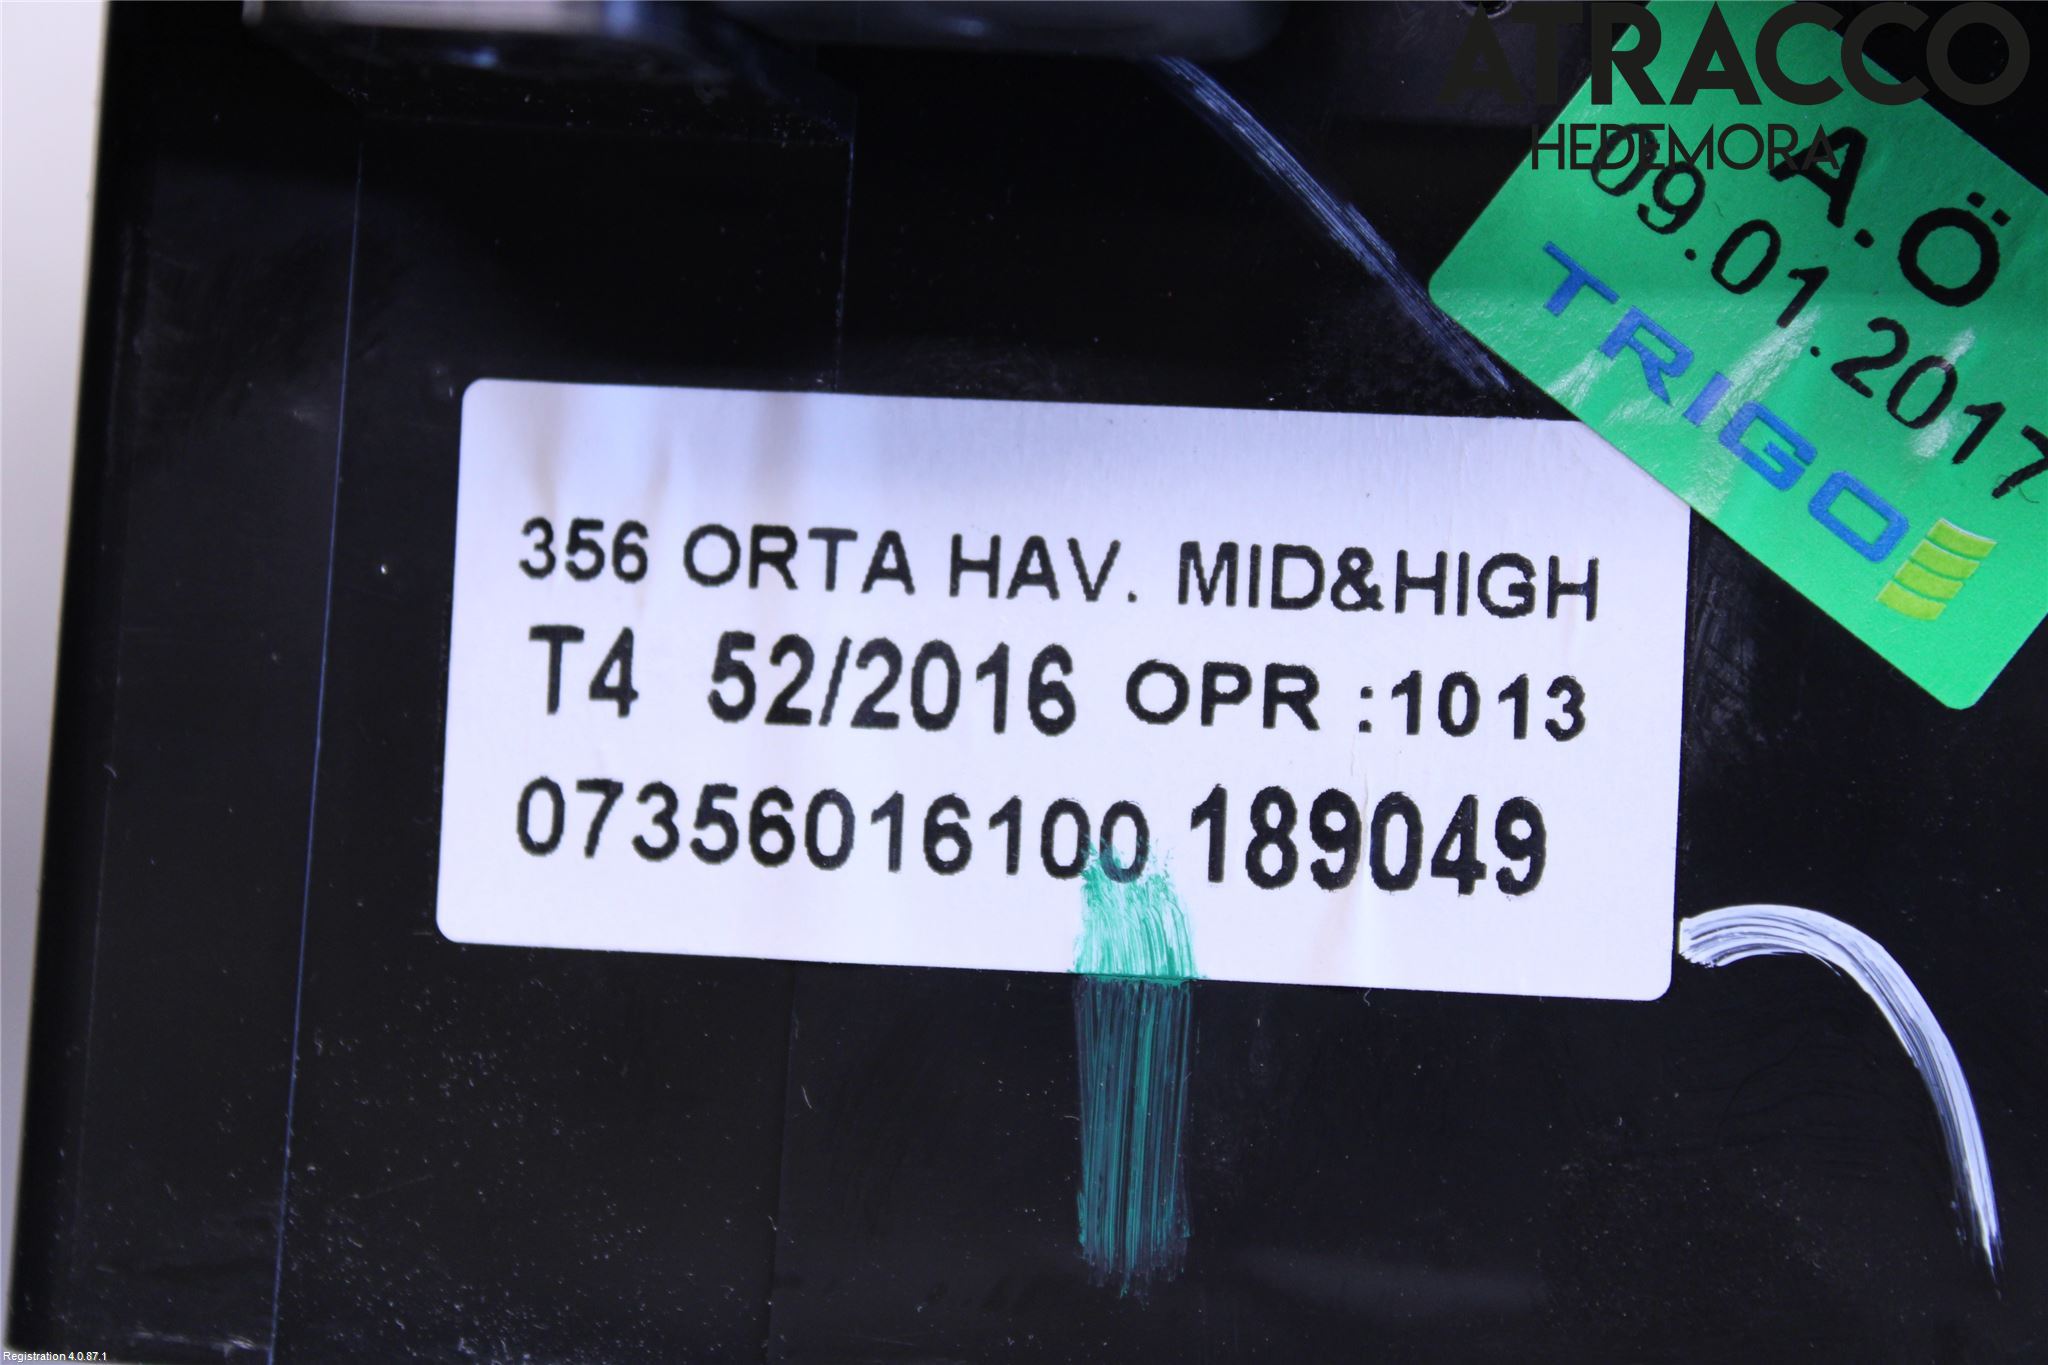 ATRACCO
HEDEMORA
A.Ö
09.01.2017
TRIGO
356 ORTA HAV. MID&HIGH
T4 52/2016 OPR :1013
07356016100 189049
Registration 4.0.87.1